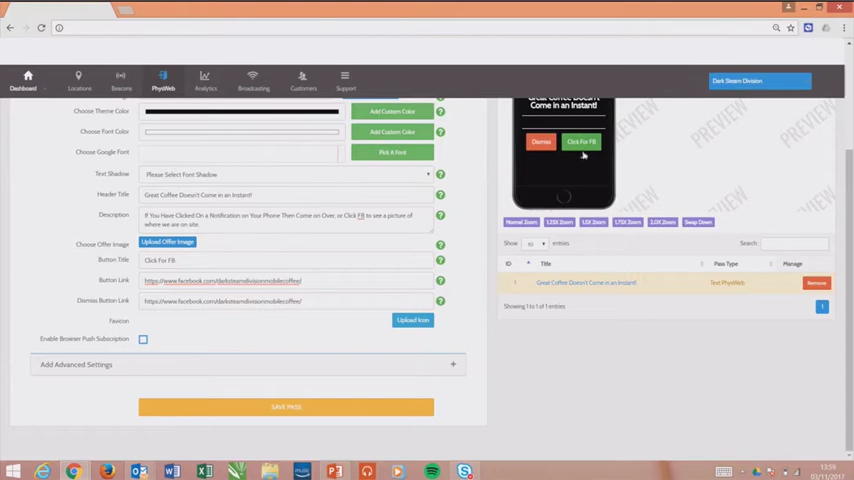 Dashboard
Locations
Beacons
PhysWeb
Analytics
Broadcasting
Customers
Support
Dark Steam Division
Choose Theme Color
Add Custom Color
Choose Font Color
Add Custom Color
Choose Google Font
Pick A Font
Text Shadow
Please Select Font Shadow
Header Title
Great Coffee Doesn't Come in an Instant!
Description
If You Have Clicked On a Notification on Your Phone Then Come on Over, or Click FB to see a picture of
where we are on site.
Choose Offer Image
Upload Offer Image
Button Title
Click For FB
Button Link
https://www.facebook.com/darksteamdivisionmobilecoffee/
Dismiss Button Link
https://www.facebook.com/darksteamdivisionmobilecoffee/
Favicon
Upload Icon
Enable Browser Push Subscription
Add Advanced Settings
+
SAVE PASS
Great Coffee Doesn't
Come in an Instant!
Dismiss
Click For FB
PREVIEW
PREVIEW
PREVIEW
Normal Zoom
1.25X Zoom
1.5X Zoom
1.75X Zoom
2.0X Zoom
Swap Down
Show 10 entries
Search:
ID Title Pass Type Manage
1 Great Coffee Doesn't Come in an Instant! Text PhysWeb Remove
Showing 1 to 1 of 1 entries
1
13:59
03/11/2017